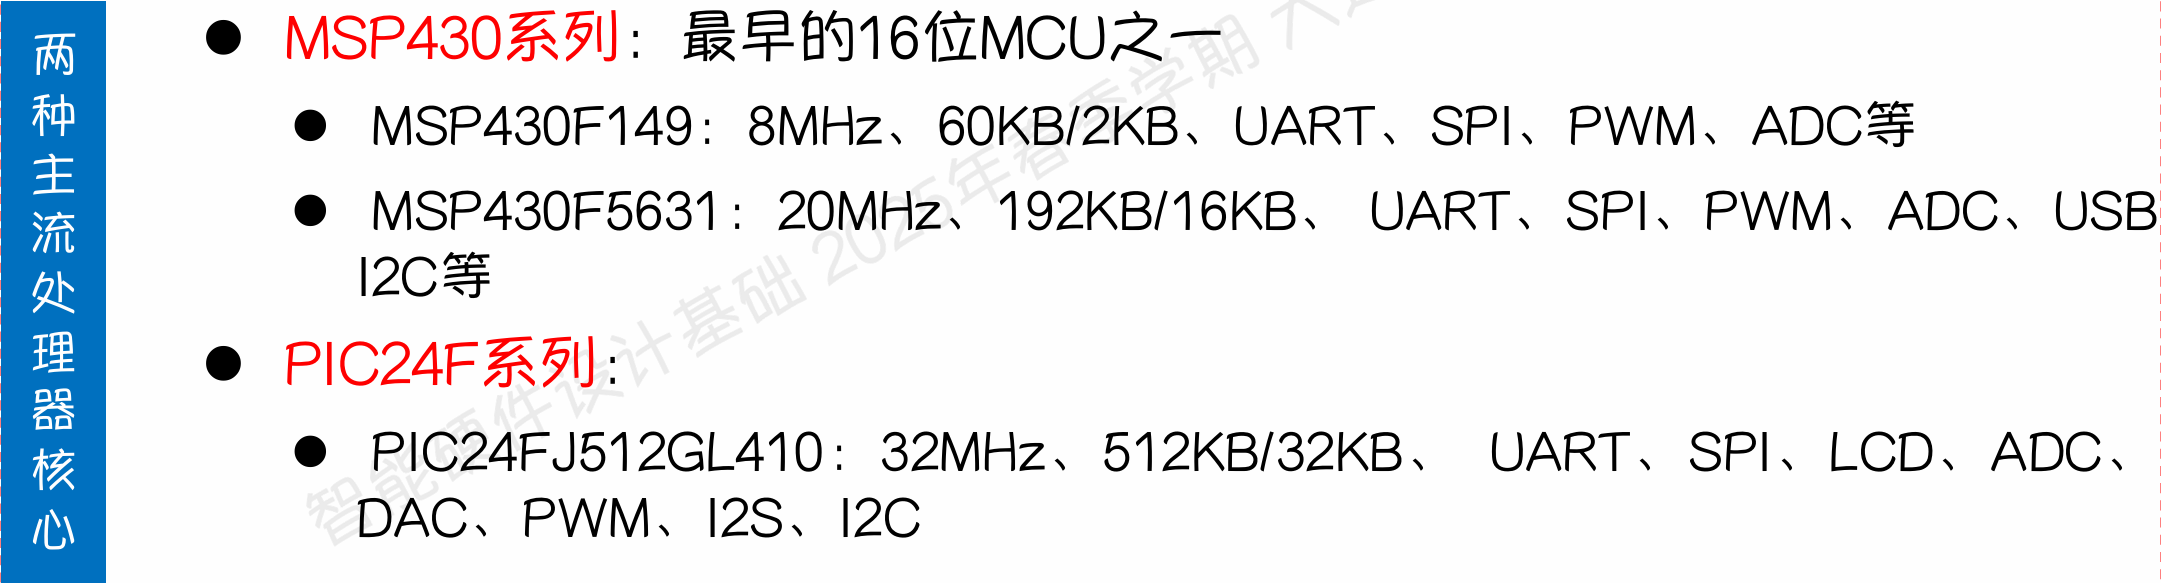 两种主流处理器核心
● MSP430系列：最早的16位MCU之一
● MSP430F149：8MHz、60KB/2KB、UART、SPI、PWM、ADC等
● MSP430F5631：20MHz、192KB/16KB、 UART、SPI、PWM、ADC、USB
I2C等
● PIC24F系列：
● PIC24FJ512GL410：32MHz、512KB/32KB、 UART、SPI、LCD、ADC、
DAC、PWM、I2S、I2C
智能硬件设计基础 2025年春季学期